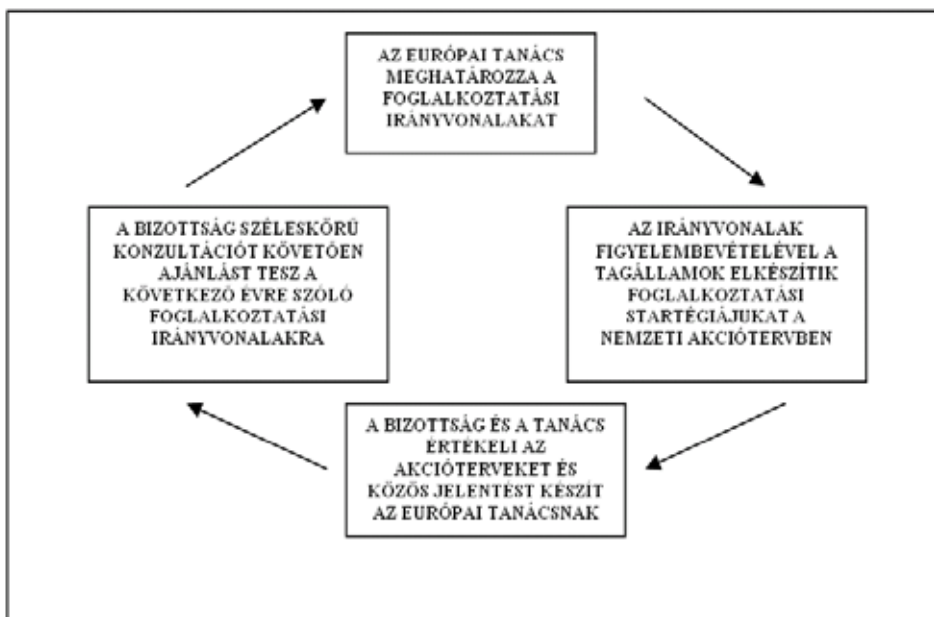 AZ EURÓPAI TANÁCS
MEGHATÁROZZA A
FOGLALKOZTATÁSI
IRÁNYVONALAKAT
AZ IRÁNYVONALAK
FIGYELEMBEVÉTELÉVEL A
TAGÁLLAMOK ELKÉSZÍTIK
FOGLALKOZTATÁSI
STARTÉGIÁJUKAT A
NEMZETI AKCIÓTERVBEN
A BIZOTTSÁG ÉS A TANÁCS
ÉRTÉKELI AZ
AKCIÓTERVEKET ÉS
KÖZÖS JELENTÉST KÉSZÍT
AZ EURÓPAI TANÁCSNAK
A BIZOTTSÁG SZÉLESKÖRŰ
KONZULTÁCIÓT KÖVETŐEN
AJÁNLÁST TESZ A
KÖVETKEZŐ ÉVRE SZÓLÓ
FOGLALKOZTATÁSI
IRÁNYVONALAKRA